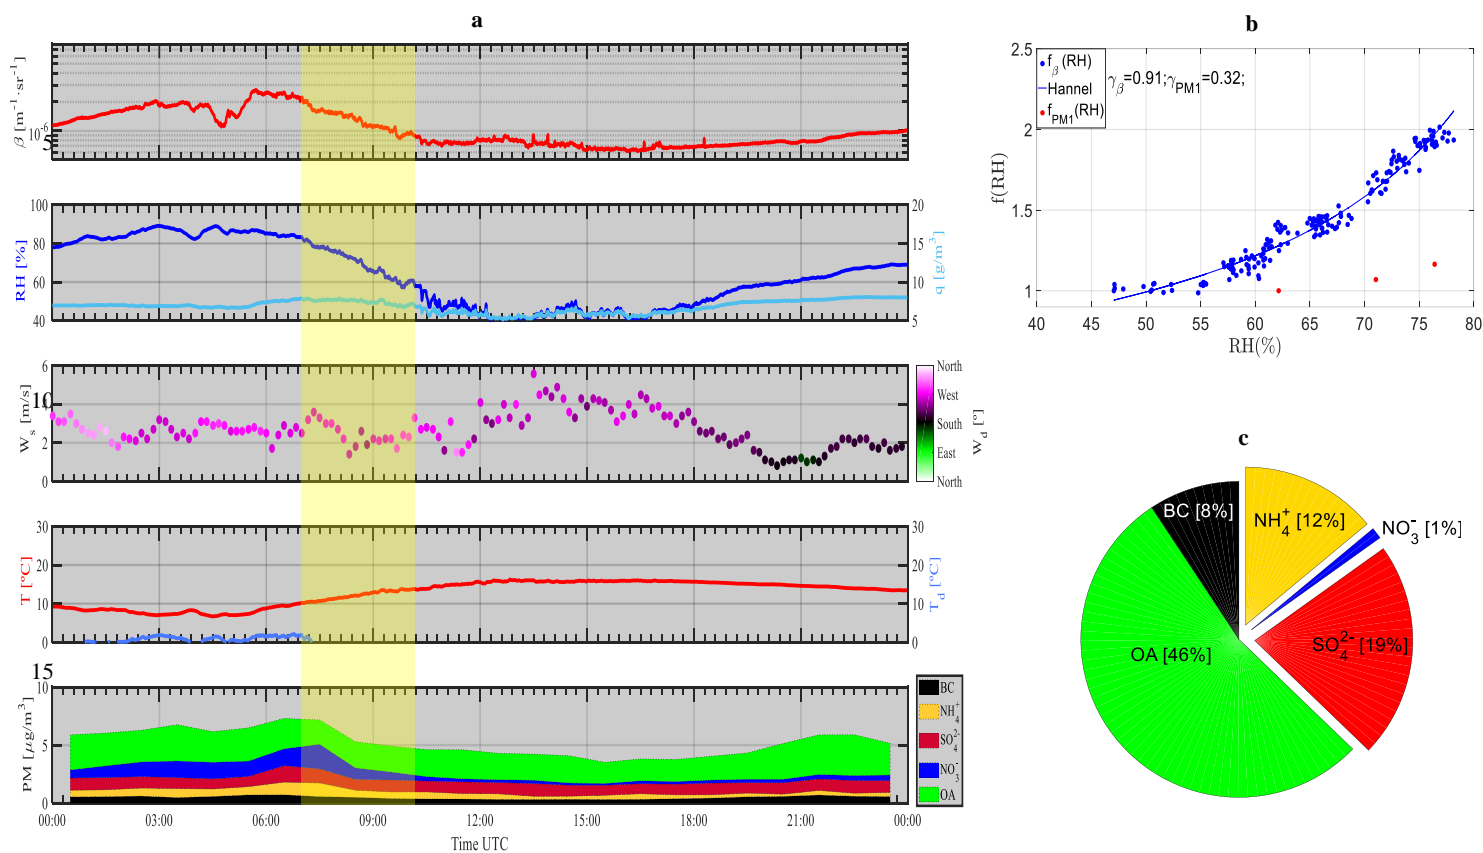 a
β [m⁻¹·sr⁻¹]
10⁻⁶
5
100
80
60
40
RH [%]
20
15
10
5
q [g/m³]
6
10
2
0
Wₛ [m/s]
North
West
South
East
North
W_d [°]
30
20
10
0
T [°C]
30
20
10
0
T_d [°C]
15
10
5
0
PM [μg/m³]
BC
NH₄⁺
SO₄²⁻
NO₃⁻
OA
00:00 03:00 06:00 09:00 12:00 15:00 18:00 21:00 00:00
Time UTC
b
2.5
2
1.5
1
f(RH)
f_β(RH)
Hannel
f_PM1(RH)
γ_β=0.91;γ_PM1=0.32;
40 45 50 55 60 65 70 75 80
RH(%)
c
BC [8%]
NH₄⁺ [12%]
NO₃⁻ [1%]
SO₄²⁻ [19%]
OA [46%]